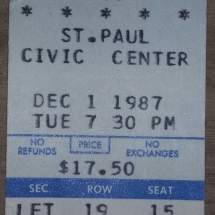 * * * * *
ST.PAUL
CIVIC CENTER
DEC 1 1987
TUE 7 30 PM
NO REFUNDS PRICE NO EXCHANGES
$17.50
SEC. ROW SEAT
LFT 19 15